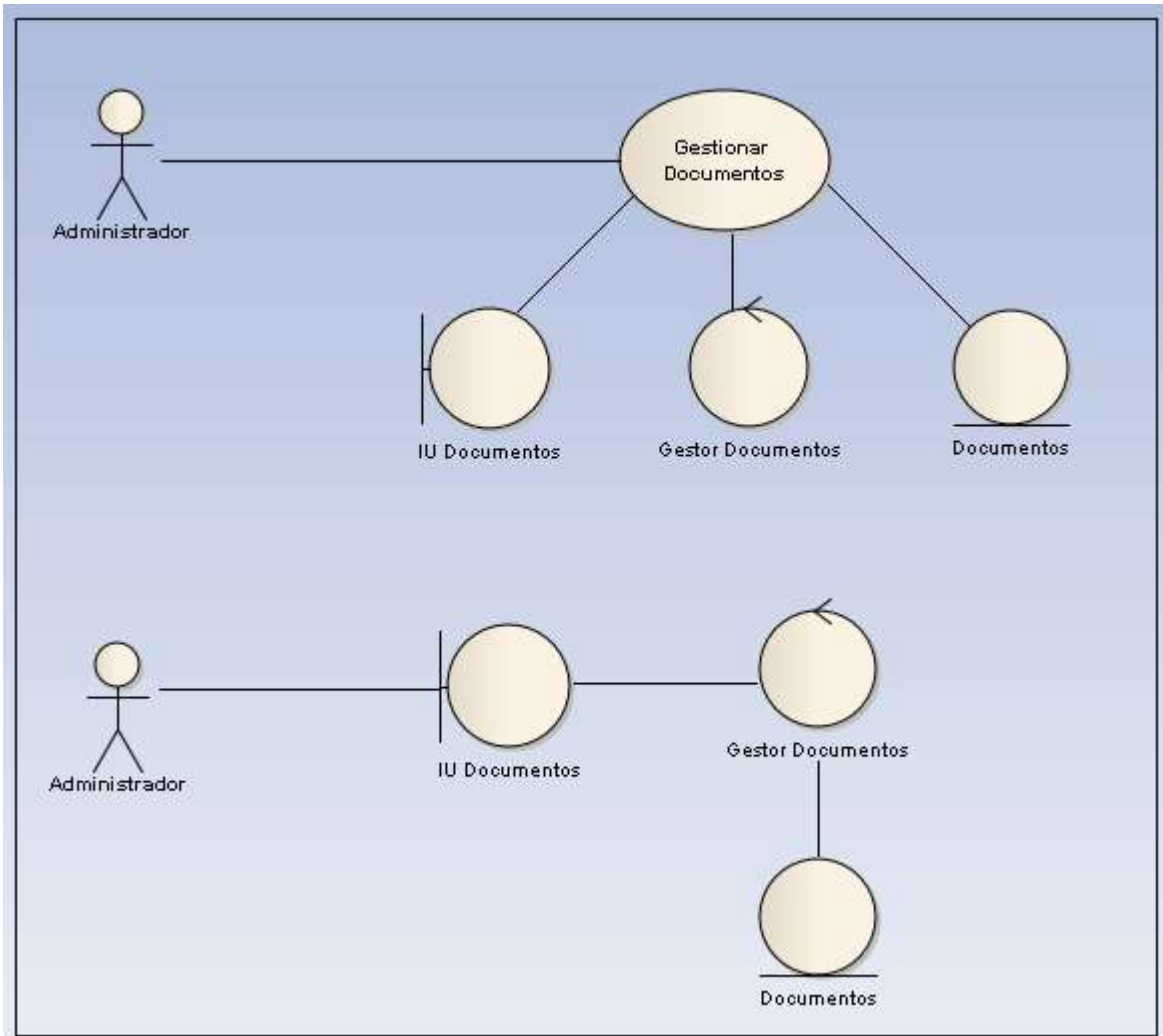 Gestionar
Documentos
Administrador
IU Documentos
Gestor Documentos
Documentos
Gestor Documentos
IU Documentos
Administrador
Documentos